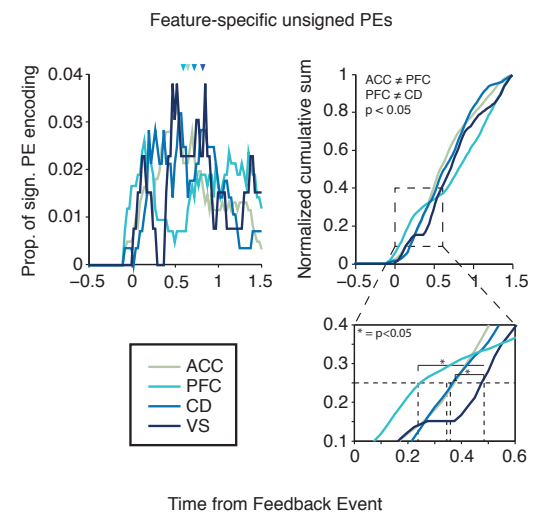 Feature-specific unsigned PEs
Prop. of sign. PE encoding
0.04
0.03
0.02
0.01
0
−0.5 0 0.5 1 1.5
Normalized cumulative sum
1
0.8
0.6
0.4
0.2
0
ACC ≠ PFC
PFC ≠ CD
p < 0.05
−0.5 0 0.5 1 1.5
ACC
PFC
CD
VS
0.4
0.3
0.2
0.1
* = p<0.05
*
*
0 0.2 0.4 0.6
Time from Feedback Event